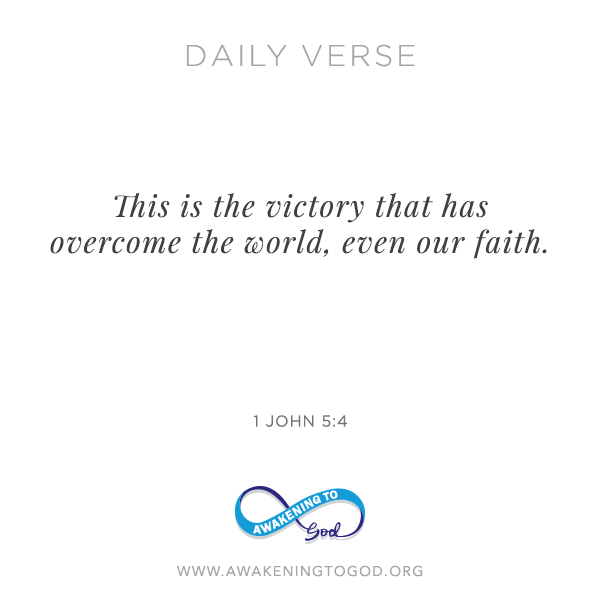 DAILY VERSE
This is the victory that has
overcome the world, even our faith.
1 JOHN 5:4
AWAKENING TO
God
WWW.AWAKENINGTOGOD.ORG